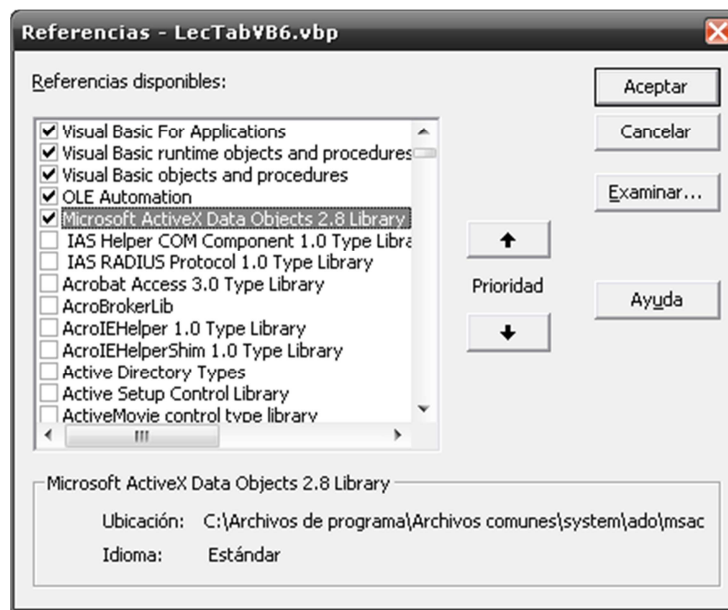 Referencias - LecTabVB6.vbp
Referencias disponibles:
Aceptar
Cancelar
Examinar...
Ayuda
Visual Basic For Applications
Visual Basic runtime objects and procedures
Visual Basic objects and procedures
OLE Automation
Microsoft ActiveX Data Objects 2.8 Library
IAS Helper COM Component 1.0 Type Libra
IAS RADIUS Protocol 1.0 Type Library
Acrobat Access 3.0 Type Library
AcroBrokerLib
AcroIEHelper 1.0 Type Library
AcroIEHelperShim 1.0 Type Library
Active Directory Types
Active Setup Control Library
ActiveMovie control type library
Prioridad
Microsoft ActiveX Data Objects 2.8 Library
Ubicación: C:\Archivos de programa\Archivos comunes\system\ado\msac
Idioma: Estándar